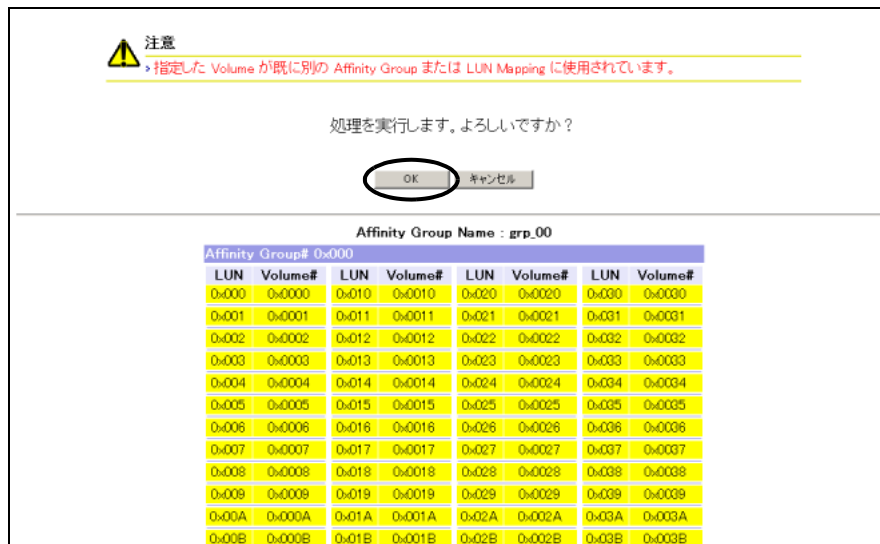 注意
指定した Volume が既に別の Affinity Group または LUN Mapping に使用されています。
処理を実行します。よろしいですか？
OK キャンセル
Affinity Group Name : grp_00
Affinity Group# 0x000
LUN Volume# LUN Volume# LUN Volume# LUN Volume#
0x000 0x0000 0x010 0x0010 0x020 0x0020 0x030 0x0030
0x001 0x0001 0x011 0x0011 0x021 0x0021 0x031 0x0031
0x002 0x0002 0x012 0x0012 0x022 0x0022 0x032 0x0032
0x003 0x0003 0x013 0x0013 0x023 0x0023 0x033 0x0033
0x004 0x0004 0x014 0x0014 0x024 0x0024 0x034 0x0034
0x005 0x0005 0x015 0x0015 0x025 0x0025 0x035 0x0035
0x006 0x0006 0x016 0x0016 0x026 0x0026 0x036 0x0036
0x007 0x0007 0x017 0x0017 0x027 0x0027 0x037 0x0037
0x008 0x0008 0x018 0x0018 0x028 0x0028 0x038 0x0038
0x009 0x0009 0x019 0x0019 0x029 0x0029 0x039 0x0039
0x00A 0x000A 0x01A 0x001A 0x02A 0x002A 0x03A 0x003A
0x00B 0x000B 0x01B 0x001B 0x02B 0x002B 0x03B 0x003B